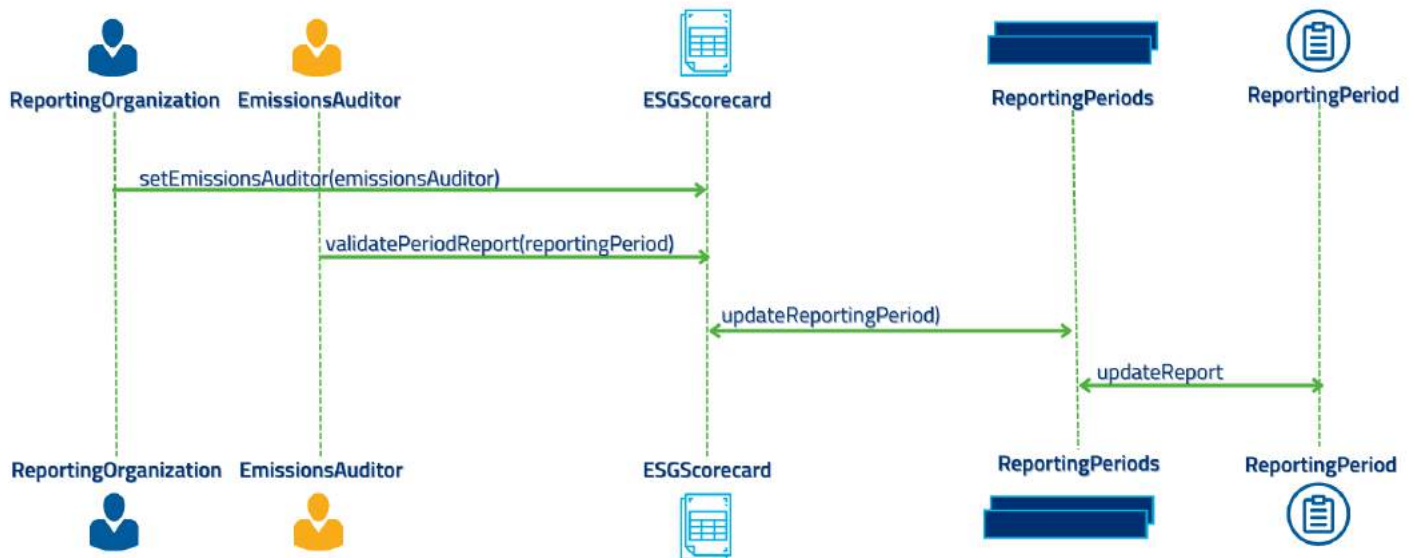 ReportingOrganization EmissionsAuditor ESGScorecard ReportingPeriods ReportingPeriod
setEmissionsAuditor(emissionsAuditor)
validatePeriodReport(reportingPeriod)
updateReportingPeriod)
updateReport
ReportingOrganization EmissionsAuditor ESGScorecard ReportingPeriods ReportingPeriod